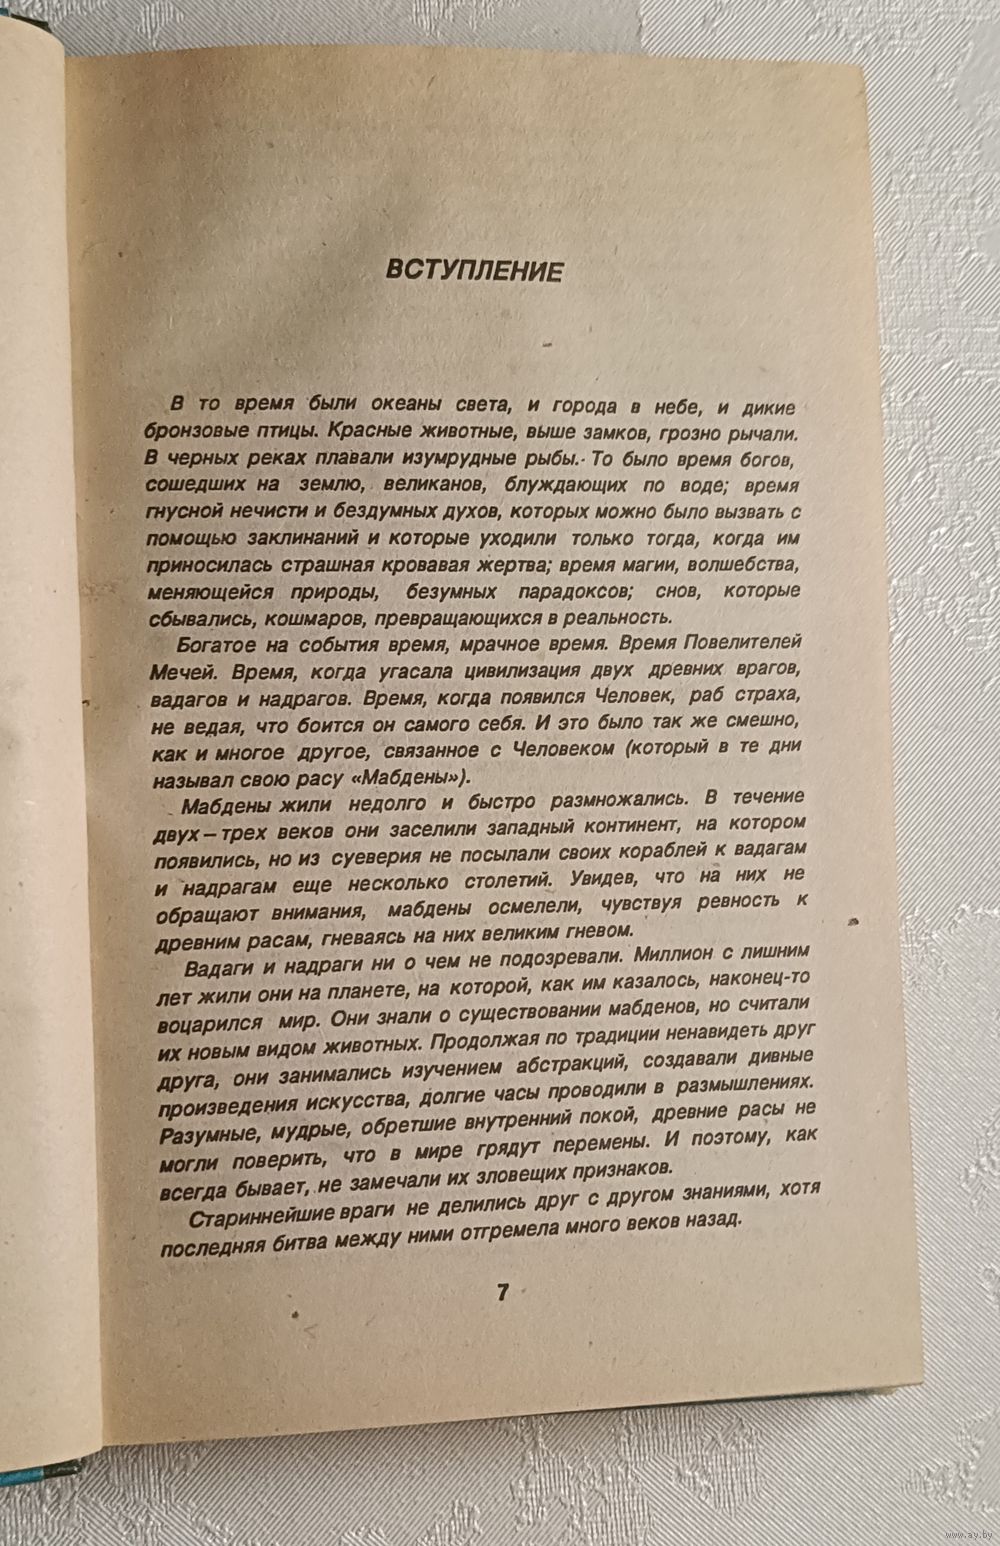 ВСТУПЛЕНИЕ
В то время были океаны света, и города в небе, и дикие
бронзовые птицы. Красные животные, выше замков, грозно рычали.
В черных реках плавали изумрудные рыбы. То было время богов,
сошедших на землю, великанов, блуждающих по воде; время
гнусной нечисти и бездумных духов, которых можно было вызвать с
помощью заклинаний и которые уходили только тогда, когда им
приносилась страшная кровавая жертва; время магии, волшебства,
меняющейся природы, безумных парадоксов; снов, которые
сбывались, кошмаров, превращающихся в реальность.
Богатое на события время, мрачное время. Время Повелителей
Мечей. Время, когда угасала цивилизация двух древних врагов,
вадагов и надрагов. Время, когда появился Человек, раб страха,
не ведая, что боится он самого себя. И это было так же смешно,
как и многое другое, связанное с Человеком (который в те дни
называл свою расу «Мабдены»).
Мабдены жили недолго и быстро размножались. В течение
двух—трех веков они заселили западный континент, на котором
появились, но из суеверия не посылали своих кораблей к вадагам
и надрагам еще несколько столетий. Увидев, что на них не
обращают внимания, мабдены осмелели, чувствуя ревность к
древним расам, гневаясь на них великим гневом.
Вадаги и надраги ни о чем не подозревали. Миллион с лишним
лет жили они на планете, на которой, как им казалось, наконец-то
воцарился мир. Они знали о существовании мабденов, но считали
их новым видом животных. Продолжая по традиции ненавидеть друг
друга, они занимались изучением абстракций, создавали дивные
произведения искусства, долгие часы проводили в размышлениях.
Разумные, мудрые, обретшие внутренний покой, древние расы не
могли поверить, что в мире грядут перемены. И поэтому, как
всегда бывает, не замечали их зловещих признаков.
Стариннейшие враги не делились друг с другом знаниями, хотя
последняя битва между ними отгремела много веков назад.
7
www.ay.by